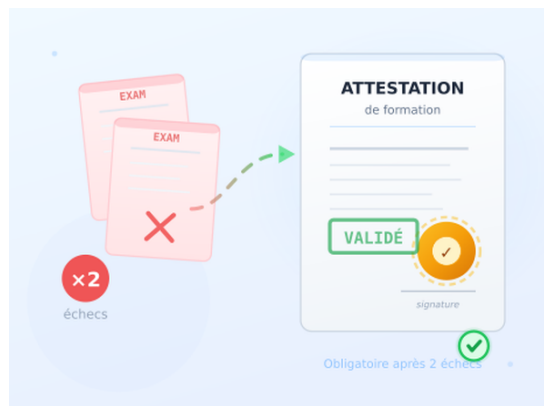 EXAM
EXAM
×2
échecs
ATTESTATION
de formation
VALIDÉ
signature
Obligatoire après 2 échecs